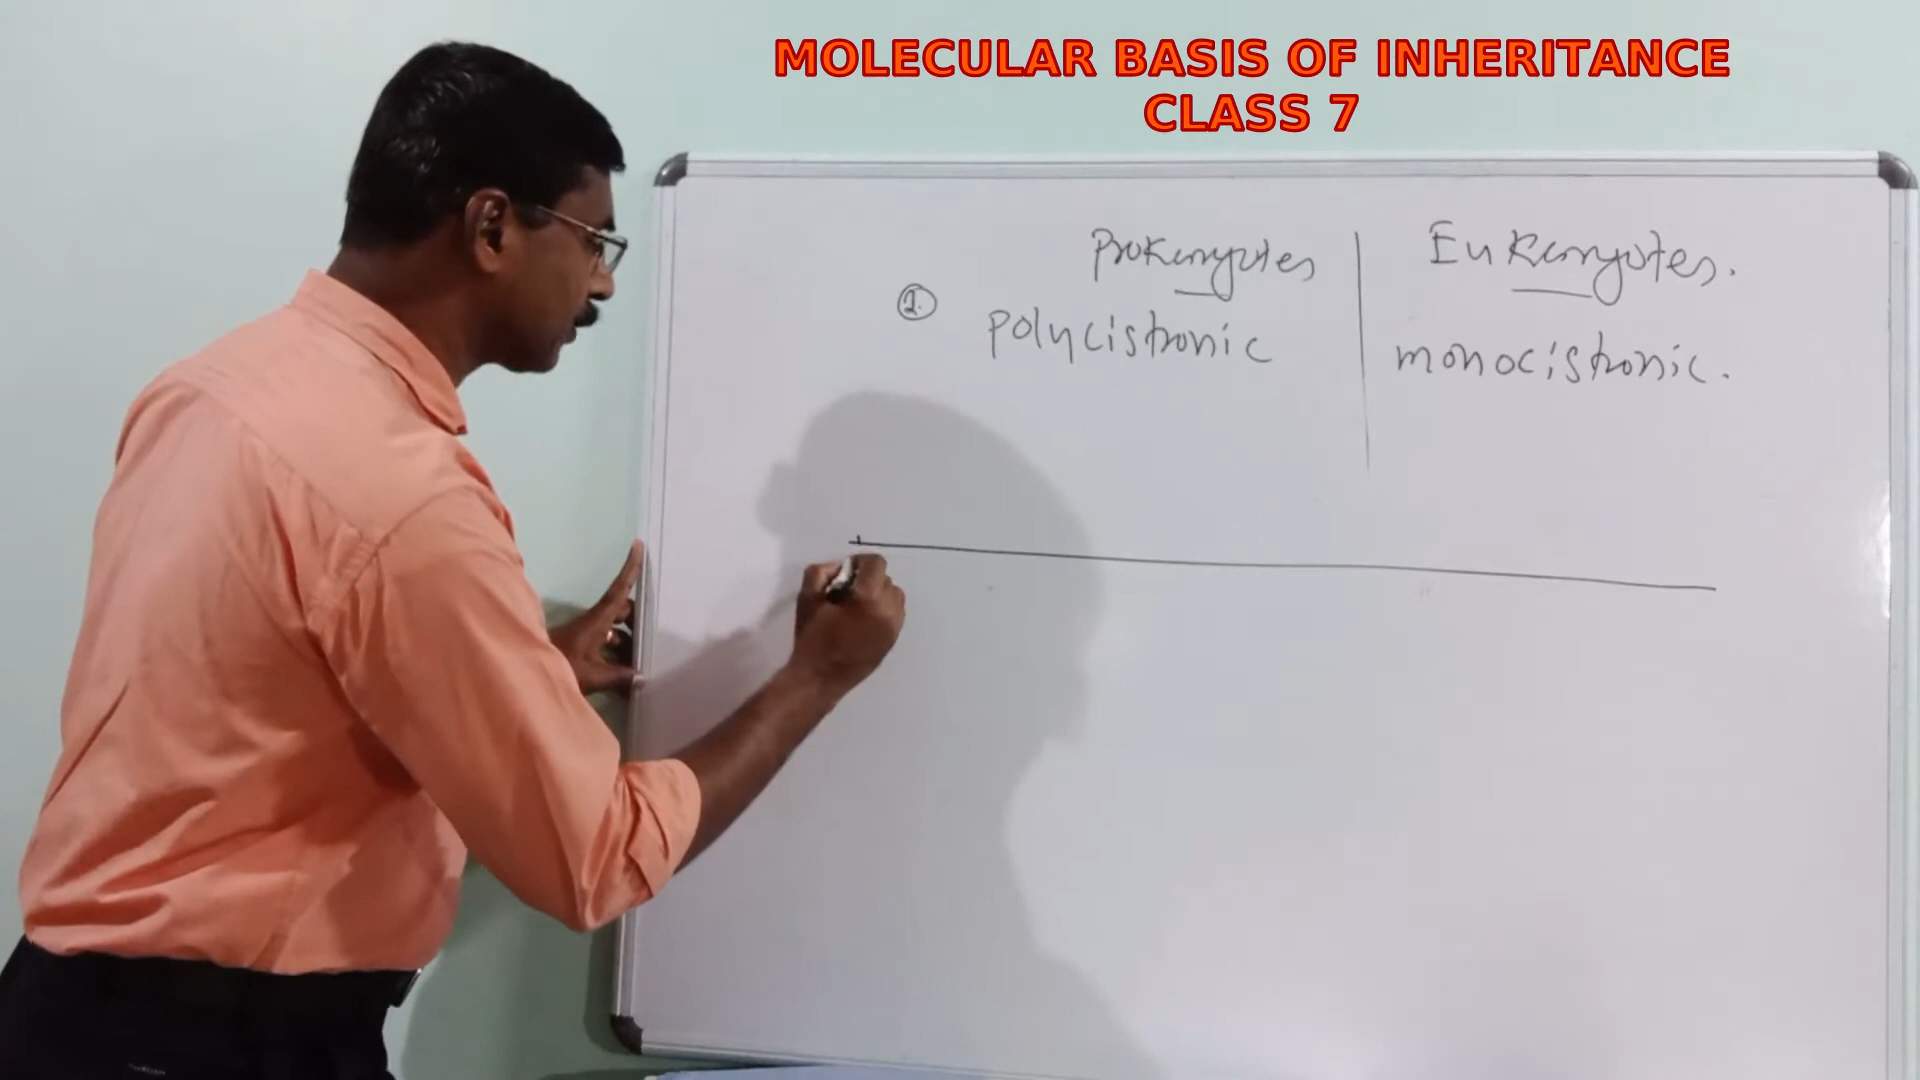 MOLECULAR BASIS OF INHERITANCE
CLASS 7
Prokaryotes Eukaryotes.
1. polycistronic monocistronic.